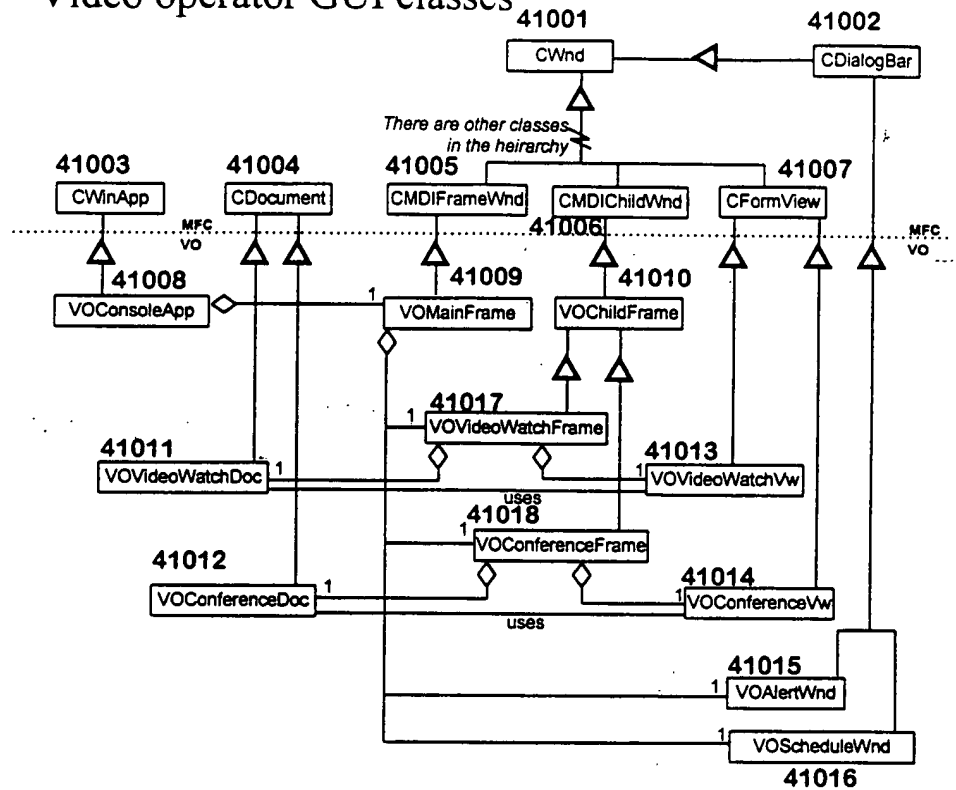 Video operator GUI classes
41001
41002
CWnd
CDialogBar
There are other classes
in the heirarchy
41003
41004
41005
41007
CWinApp
CDocument
CMDIFrameWnd
CMDIChildWnd
CFormView
41006
MFC
VO
MFC
VO
41008
41009
41010
VOConsoleApp
1
VOMainFrame
VOChildFrame
41017
1
VOVideoWatchFrame
41011
41013
VOVideoWatchDoc
1
1
VOVideoWatchVw
uses
41018
1
VOConferenceFrame
41012
41014
VOConferenceDoc
1
1
VOConferenceVw
uses
41015
1
VOAlertWnd
1
VOScheduleWnd
41016